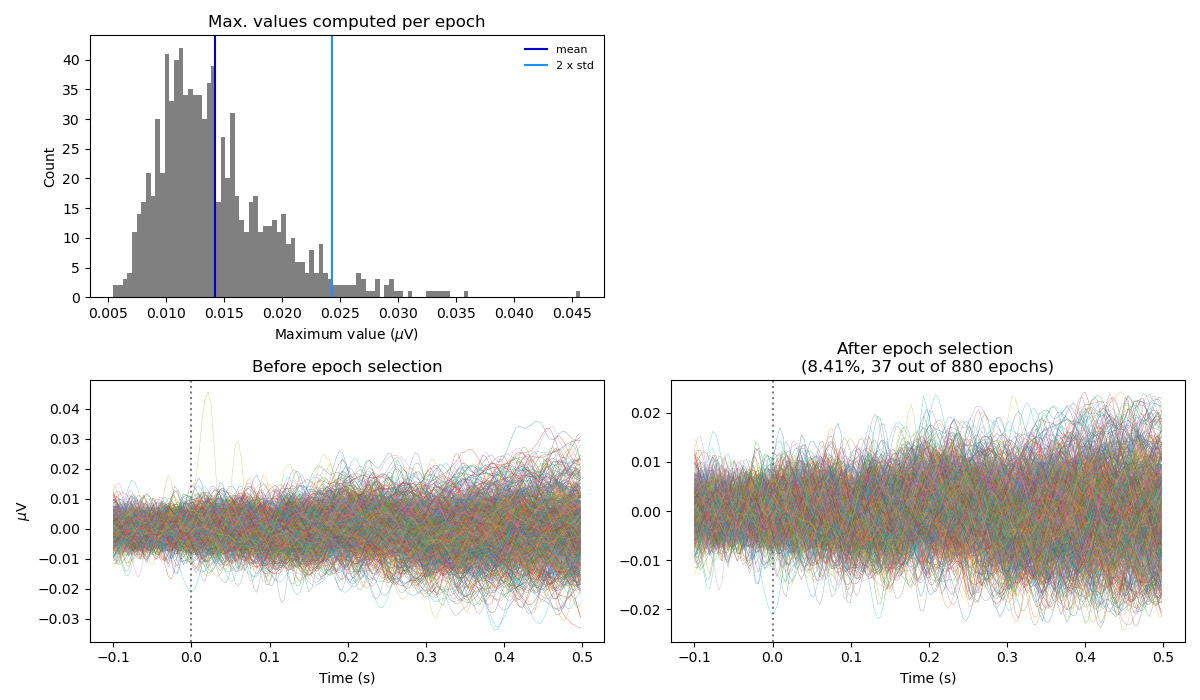 Max. values computed per epoch
mean
2 x std
Count
40
35
30
25
20
15
10
5
0
0.005 0.010 0.015 0.020 0.025 0.030 0.035 0.040 0.045
Maximum value (μV)
Before epoch selection
μV
0.04
0.03
0.02
0.01
0.00
−0.01
−0.02
−0.03
−0.1 0.0 0.1 0.2 0.3 0.4 0.5
Time (s)
After epoch selection
(8.41%, 37 out of 880 epochs)
0.02
0.01
0.00
−0.01
−0.02
−0.1 0.0 0.1 0.2 0.3 0.4 0.5
Time (s)